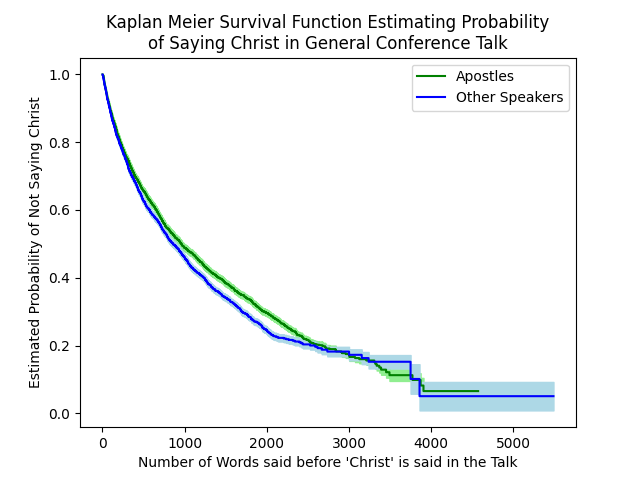 Kaplan Meier Survival Function Estimating Probability
of Saying Christ in General Conference Talk
Apostles
Other Speakers
Estimated Probability of Not Saying Christ
1.0
0.8
0.6
0.4
0.2
0.0
0 1000 2000 3000 4000 5000
Number of Words said before 'Christ' is said in the Talk